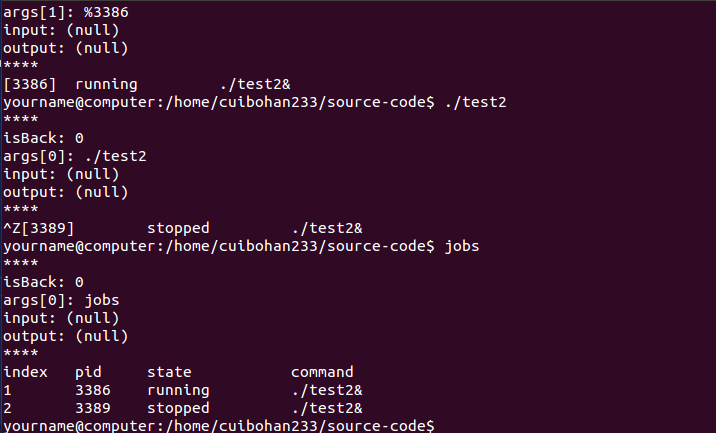 args[1]: %3386
input: (null)
output: (null)
****
[3386]  running         ./test2&
yourname@computer:/home/cuibohan233/source-code$ ./test2
****
isBack: 0
args[0]: ./test2
input: (null)
output: (null)
****
^Z[3389]        stopped         ./test2&
yourname@computer:/home/cuibohan233/source-code$ jobs
****
isBack: 0
args[0]: jobs
input: (null)
output: (null)
****
index   pid     state           command
1       3386    running         ./test2&
2       3389    stopped         ./test2&
yourname@computer:/home/cuibohan233/source-code$